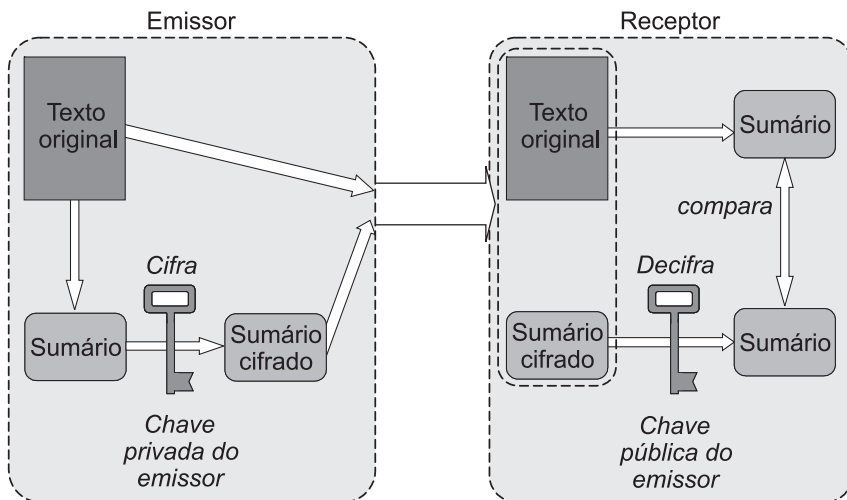 Emissor
Texto
original
Cifra
Sumário
Sumário
cifrado
Chave
privada do
emissor
Receptor
Texto
original
Sumário
compara
Decifra
Sumário
cifrado
Sumário
Chave
pública do
emissor